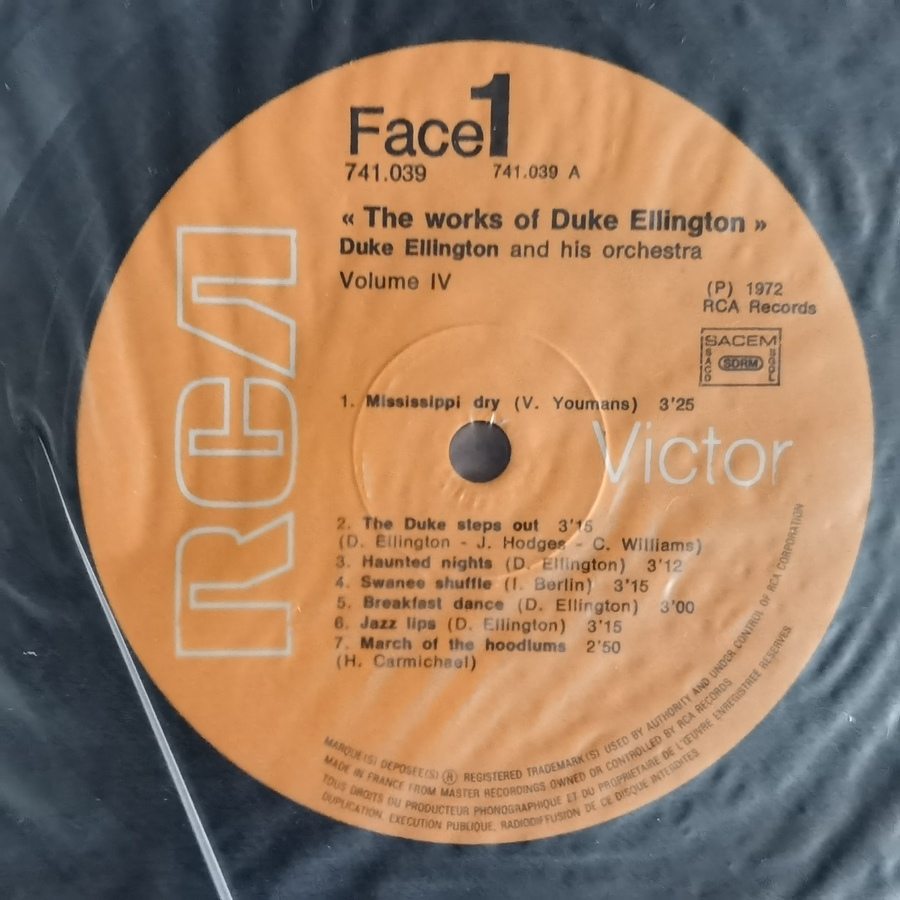 Face 1
741.039 741.039 A
« The works of Duke Ellington »
Duke Ellington and his orchestra
Volume IV
(P) 1972
RCA Records
SACEM
SACD SDRM SGDL
RCA
1. Mississippi dry (V. Youmans) 3'25
Victor
2. The Duke steps out 3'15
(D. Ellington - J. Hodges - C. Williams)
3. Haunted nights (D. Ellington) 3'12
4. Swanee shuffle (I. Berlin) 3'15
5. Breakfast dance (D. Ellington) 3'00
6. Jazz lips (D. Ellington) 3'15
7. March of the hoodlums 2'50
(H. Carmichael)
MARQUE(S) DEPOSEE(S) ® REGISTERED TRADEMARK(S) USED BY AUTHORITY AND UNDER CONTROL OF RCA CORPORATION
MADE IN FRANCE FROM MASTER RECORDINGS OWNED OR CONTROLLED BY RCA RECORDS
TOUS DROITS DU PRODUCTEUR PHONOGRAPHIQUE ET DU PROPRIETAIRE DE L'ŒUVRE ENREGISTREE RESERVES
DUPLICATION, EXECUTION PUBLIQUE, RADIODIFFUSION DE CE DISQUE INTERDITES